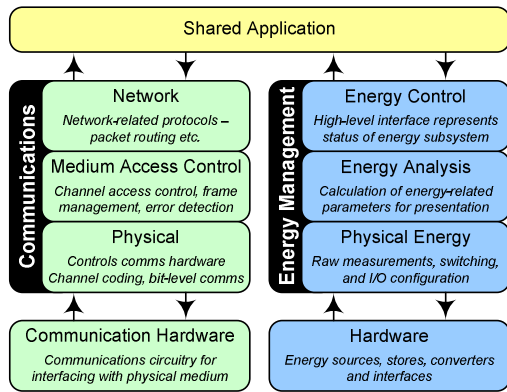 Shared Application
Communications
Network
Network-related protocols –
packet routing etc.
Medium Access Control
Channel access control, frame
management, error detection
Physical
Controls comms hardware
Channel coding, bit-level comms
Communication Hardware
Communications circuitry for
interfacing with physical medium
Energy Management
Energy Control
High-level interface represents
status of energy subsystem
Energy Analysis
Calculation of energy-related
parameters for presentation
Physical Energy
Raw measurements, switching,
and I/O configuration
Hardware
Energy sources, stores, converters
and interfaces